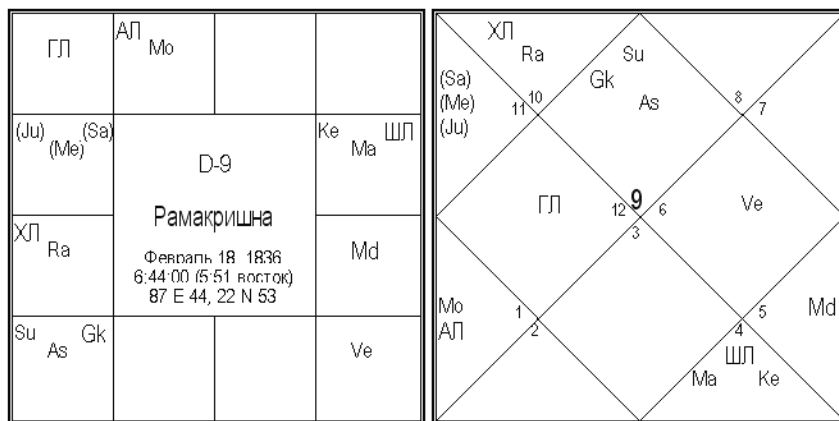 ГЛ
АЛ
Mo
(Ju) (Sa)
(Me)
Ke ШЛ
Ma
D-9
Рамакришна
Февраль 18, 1836
6:44:00 (5:51 восток)
87 E 44, 22 N 53
ХЛ
Ra
Md
Su Gk
As
Ve
ХЛ
Ra
Su
Gk
As
(Sa)
(Me)
(Ju)
11 10
8 7
ГЛ
12 9 6
3
Ve
Mo
АЛ
1
2
5
4
Md
ШЛ
Ma Ke